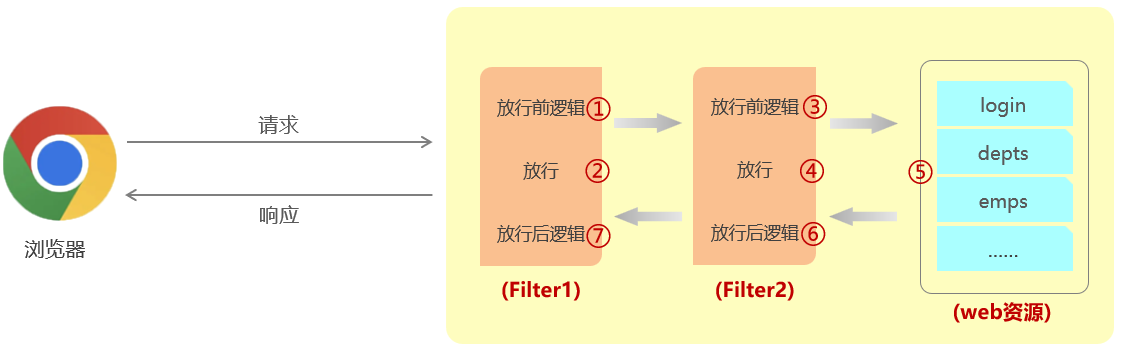 浏览器
请求
响应
放行前逻辑①
放行②
放行后逻辑⑦
(Filter1)
放行前逻辑③
放行④
放行后逻辑⑥
(Filter2)
⑤
login
depts
emps
……
(web资源)